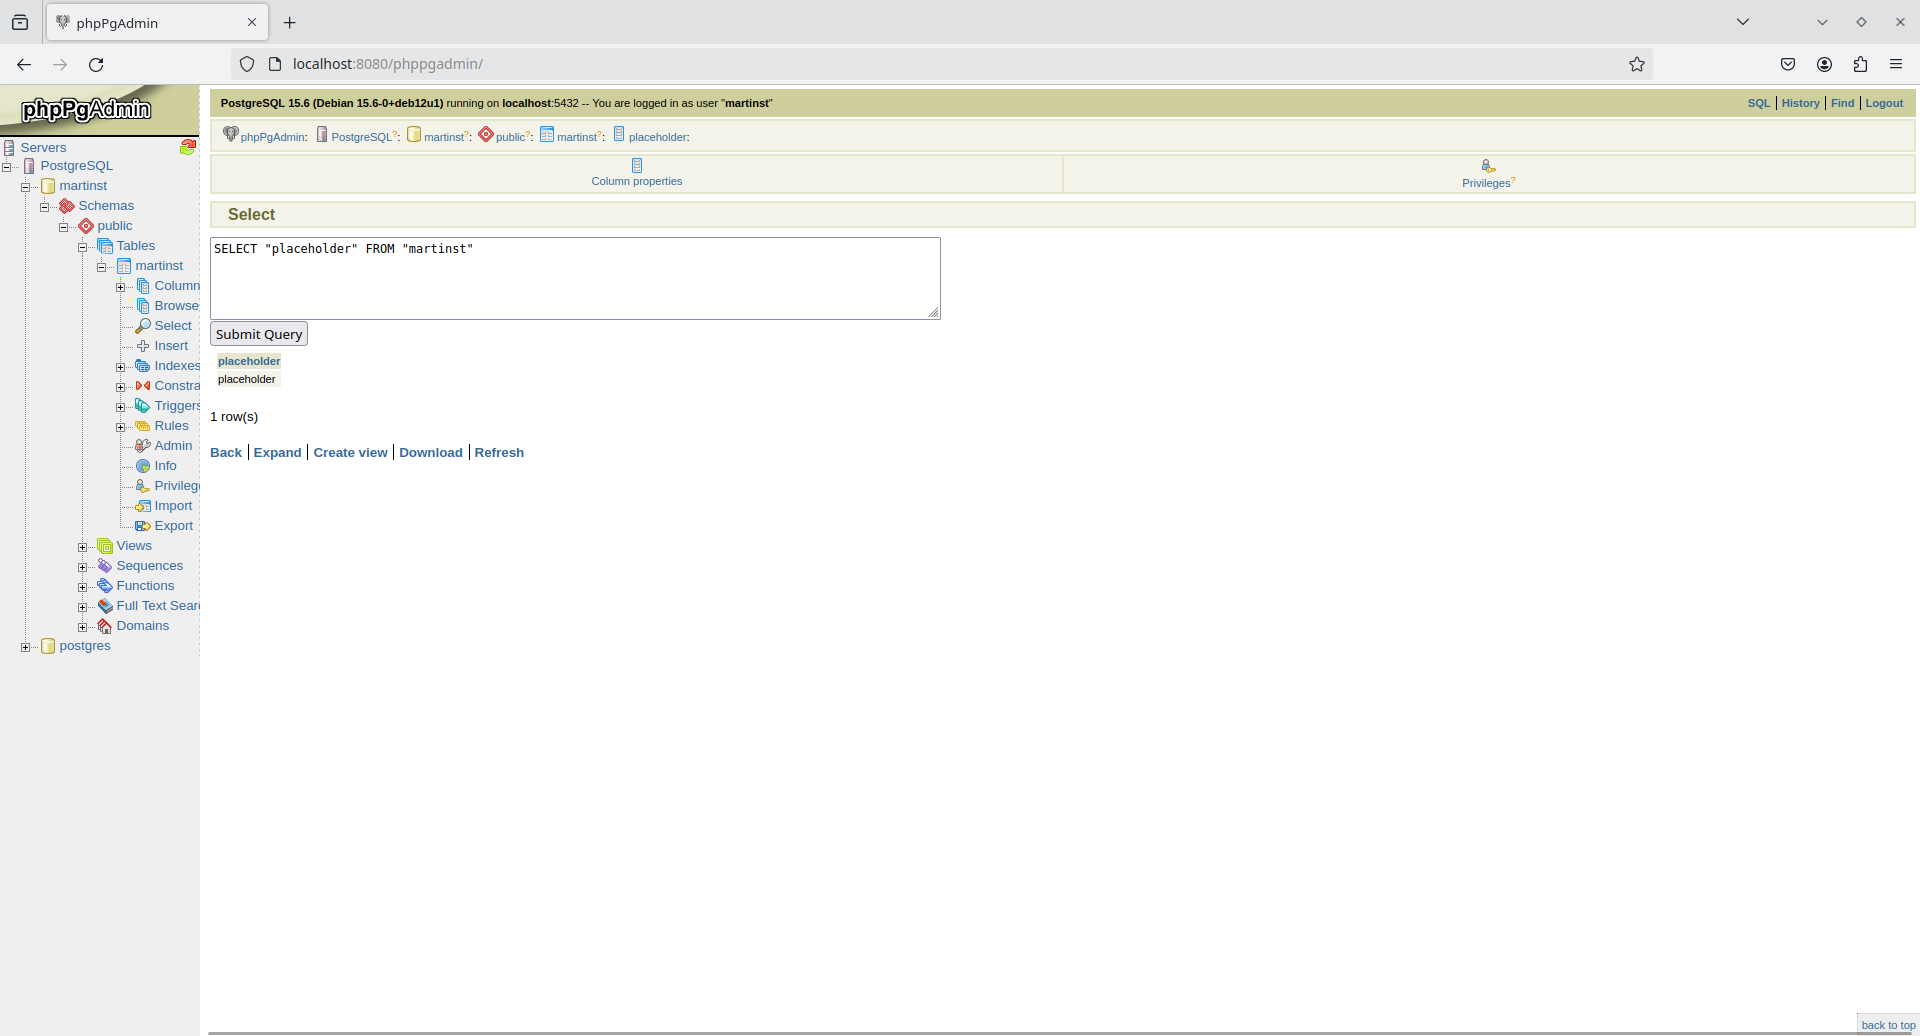 phpPgAdmin
localhost:8080/phppgadmin/
phpPgAdmin
Servers
PostgreSQL
martinst
Schemas
public
Tables
martinst
Column
Browse
Select
Insert
Indexes
Constra
Triggers
Rules
Admin
Info
Privileg
Import
Export
Views
Sequences
Functions
Full Text Sear
Domains
postgres
PostgreSQL 15.6 (Debian 15.6-0+deb12u1) running on localhost:5432 -- You are logged in as user "martinst"
SQL | History | Find | Logout
phpPgAdmin: PostgreSQL?: martinst?: public?: martinst?: placeholder:
Column properties
Privileges?
Select
SELECT "placeholder" FROM "martinst"
Submit Query
placeholder
placeholder
1 row(s)
Back | Expand | Create view | Download | Refresh
back to top